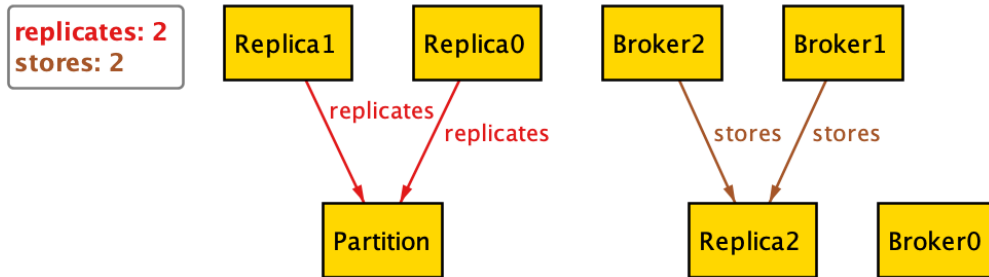 replicates: 2
stores: 2
Replica1
Replica0
Broker2
Broker1
replicates
replicates
stores
stores
Partition
Replica2
Broker0